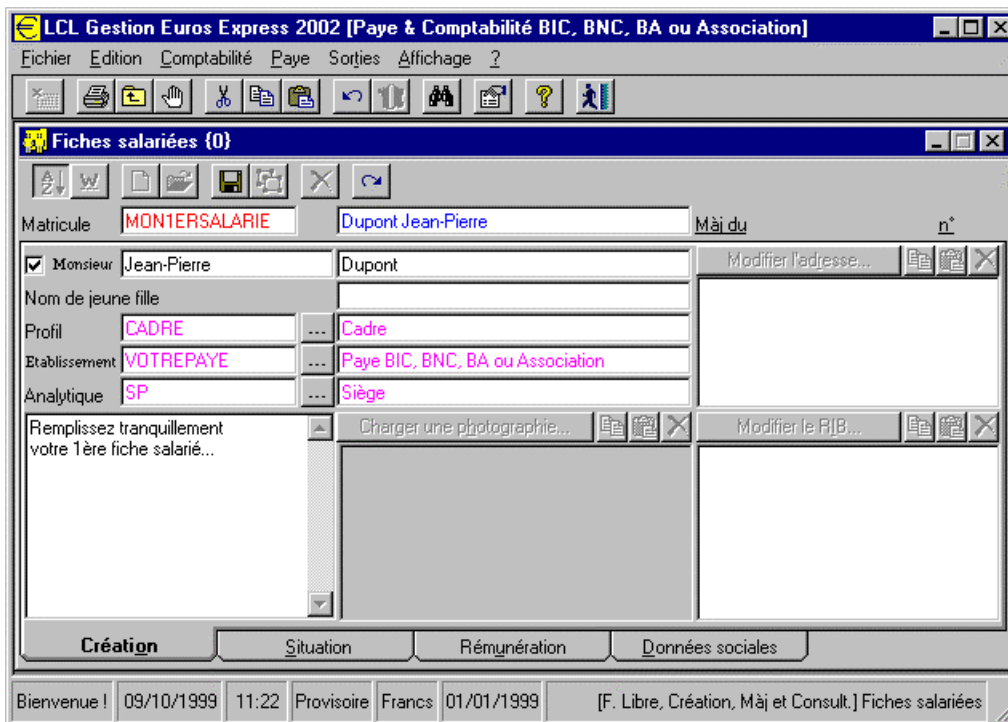 LCL Gestion Euros Express 2002 [Paye & Comptabilité BIC, BNC, BA ou Association]
Fichier Edition Comptabilité Paye Sorties Affichage ?
Fiches salariées {0}
Matricule MON1ERSALARIE Dupont Jean-Pierre Màj du n°
Monsieur Jean-Pierre Dupont Modifier l'adresse...
Nom de jeune fille
Profil CADRE ... Cadre
Etablissement VOTREPAYE ... Paye BIC, BNC, BA ou Association
Analytique SP ... Siège
Remplissez tranquillement Charger une photographie... Modifier le RIB...
votre 1ère fiche salarié...
Création Situation Rémunération Données sociales
Bienvenue ! 09/10/1999 11:22 Provisoire Francs 01/01/1999 [F. Libre, Création, Màj et Consult.] Fiches salariées